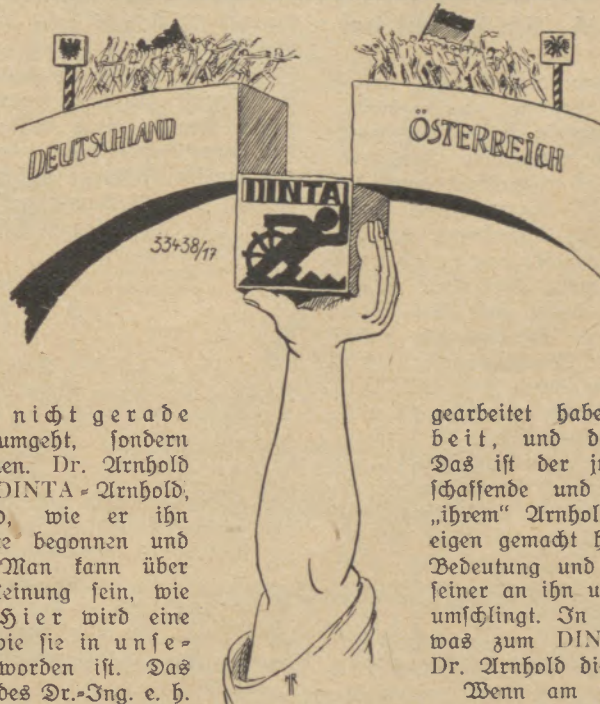 DEUTSCHLAND
ÖSTERREICH
DINTA
33438/17
nicht gerade
umgeht, sondern
en. Dr. Arnhold
DINTA-Arnhold,
o, wie er ihn
e begonnen und
Man kann über
Meinung sein, wie
Hier wird eine
wie sie in unse-
worden ist. Das
des Dr.-Ing. e. h.
gearbeitet habe
beit, und d
Das ist der j
schaffende und
„ihrem“ Arnhol
eigen gemacht h
Bedeutung und
seiner an ihn u
umschlingt. In
was zum DIN
Dr. Arnhold di
Wenn am